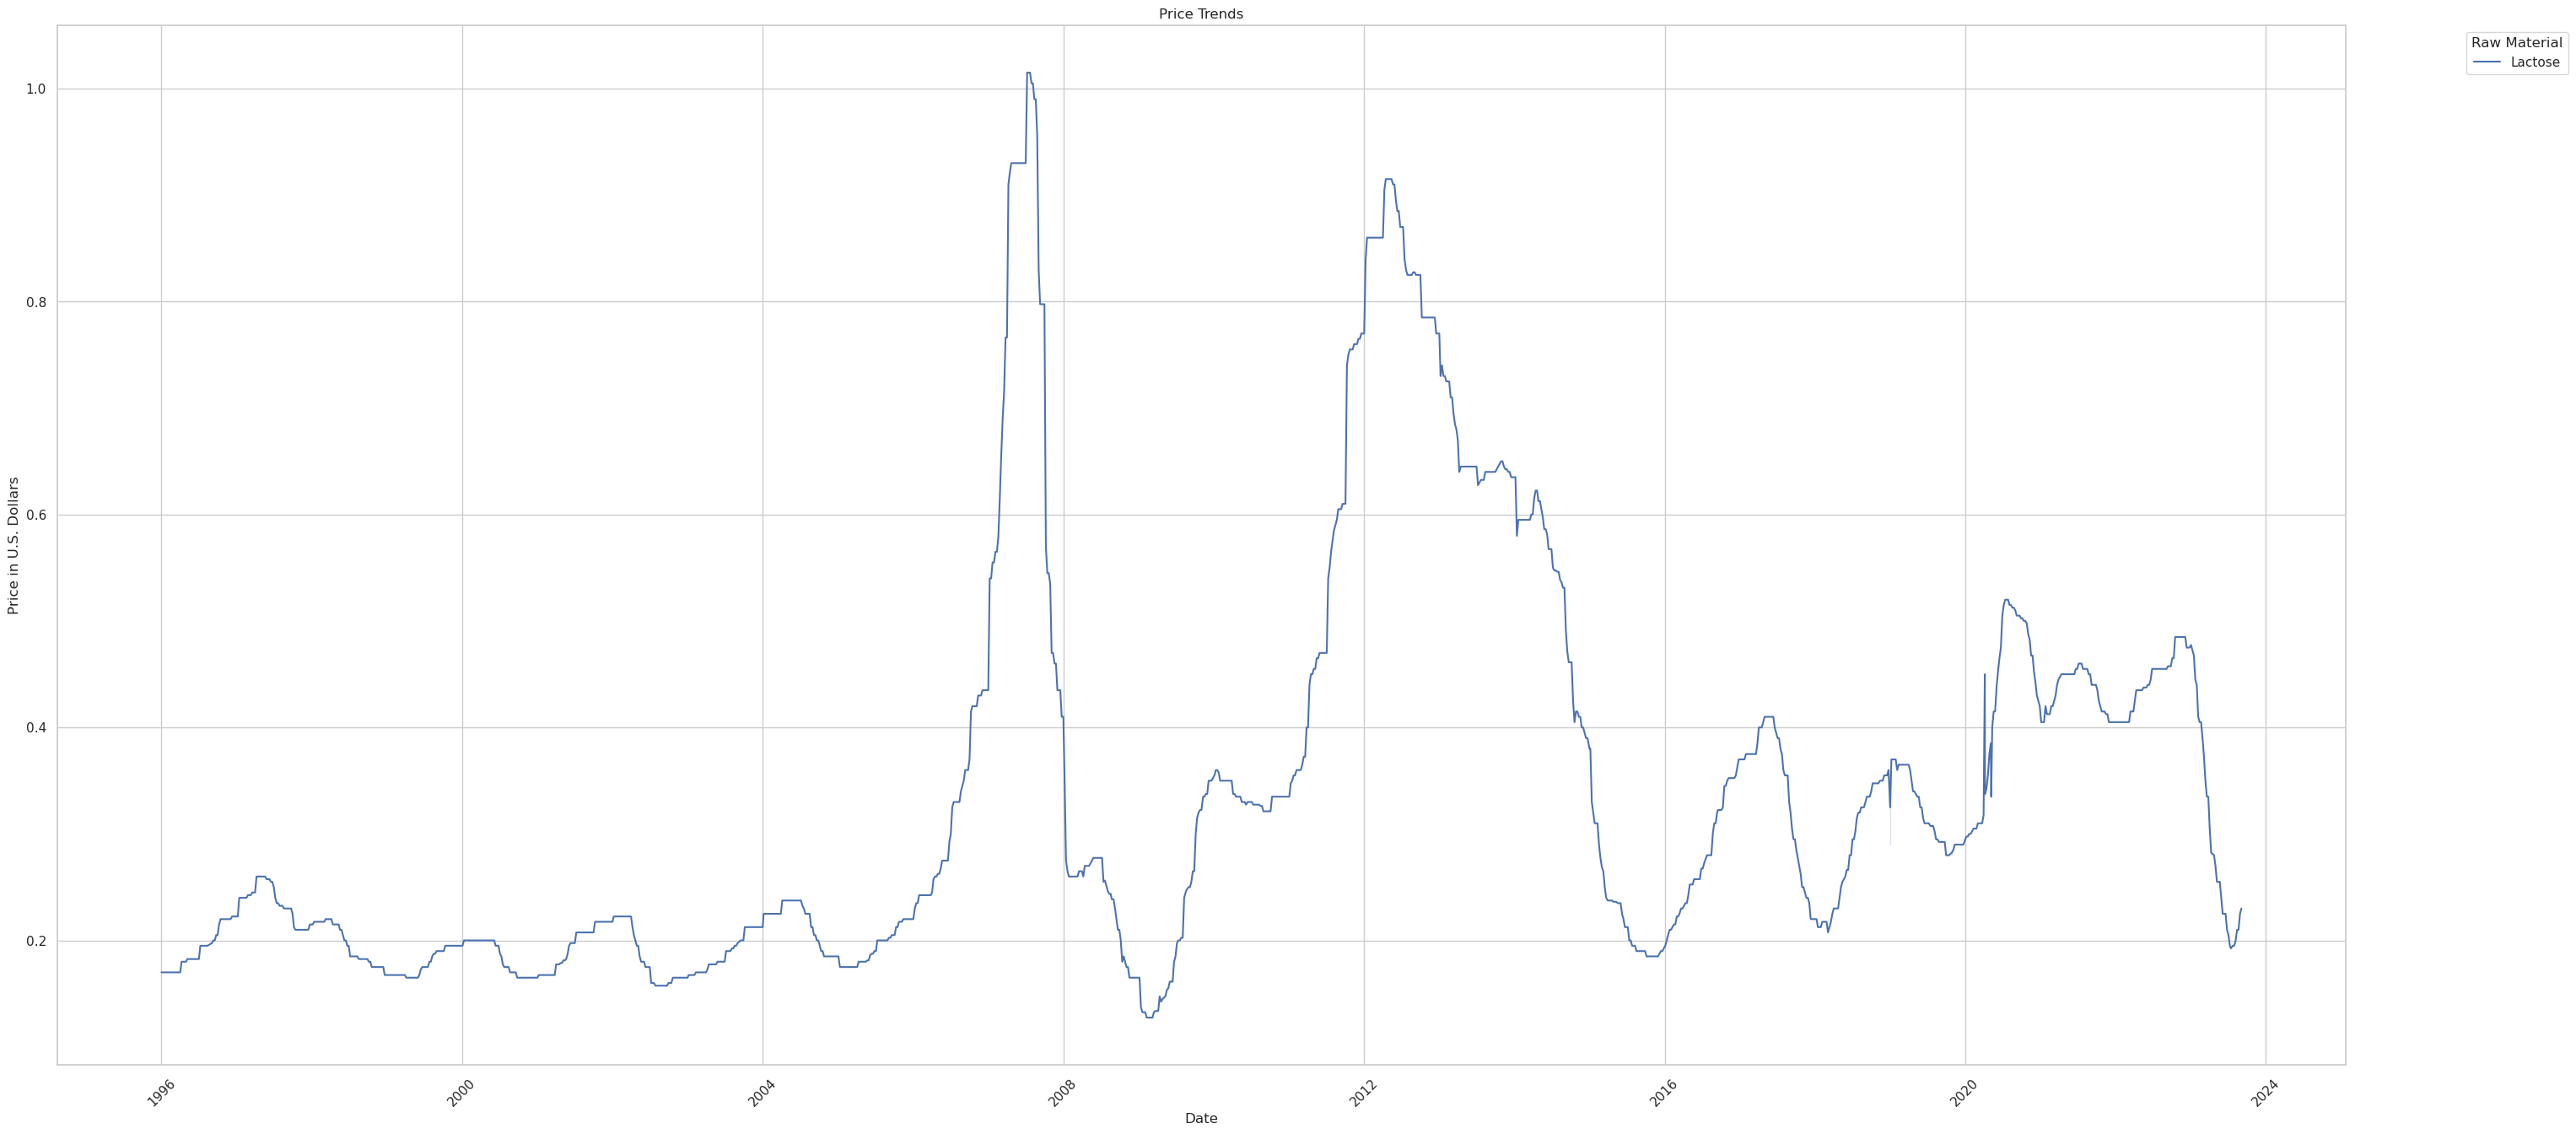 Price Trends
Raw Material
Lactose
1.0
0.8
0.6
0.4
0.2
Price in U.S. Dollars
1996
2000
2004
2008
2012
2016
2020
2024
Date